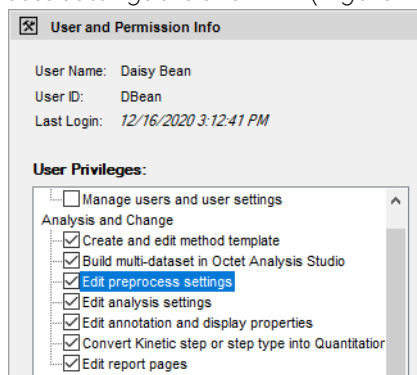 User and Permission Info
User Name: Daisy Bean
User ID: DBean
Last Login: 12/16/2020 3:12:41 PM
User Privileges:
Manage users and user settings
Analysis and Change
Create and edit method template
Build multi-dataset in Octet Analysis Studio
Edit preprocess settings
Edit analysis settings
Edit annotation and display properties
Convert Kinetic step or step type into Quantitation
Edit report pages